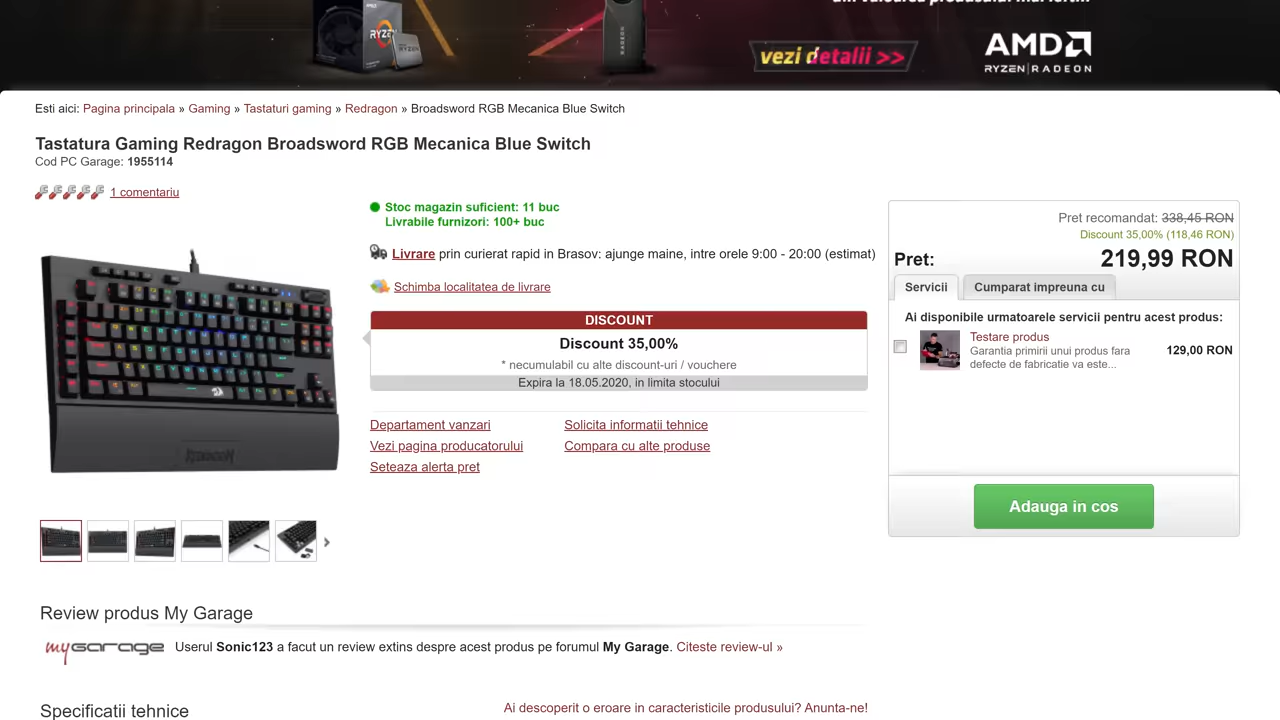 RYZEN
RYZEN
RADEON
vezi detalii >>
AMD
RYZEN | RADEON
Esti aici: Pagina principala » Gaming » Tastaturi gaming » Redragon » Broadsword RGB Mecanica Blue Switch
Tastatura Gaming Redragon Broadsword RGB Mecanica Blue Switch
Cod PC Garage: 1955114
1 comentariu
Stoc magazin suficient: 11 buc
Livrabile furnizori: 100+ buc
Livrare prin curierat rapid in Brasov: ajunge maine, intre orele 9:00 - 20:00 (estimat)
Schimba localitatea de livrare
DISCOUNT
Discount 35,00%
* necumulabil cu alte discount-uri / vouchere
Expira la 18.05.2020, in limita stocului
Departament vanzari
Solicita informatii tehnice
Vezi pagina producatorului
Compara cu alte produse
Seteaza alerta pret
Pret recomandat: 338,45 RON
Discount 35,00% (118,46 RON)
Pret: 219,99 RON
Servicii
Cumparat impreuna cu
Ai disponibile urmatoarele servicii pentru acest produs:
Testare produs
Garantia primirii unui produs fara
defecte de fabricatie va este...
129,00 RON
Adauga in cos
REDRAGON
Review produs My Garage
myGarage
Userul Sonic123 a facut un review extins despre acest produs pe forumul My Garage. Citeste review-ul »
Specificatii tehnice
Ai descoperit o eroare in caracteristicile produsului? Anunta-ne!